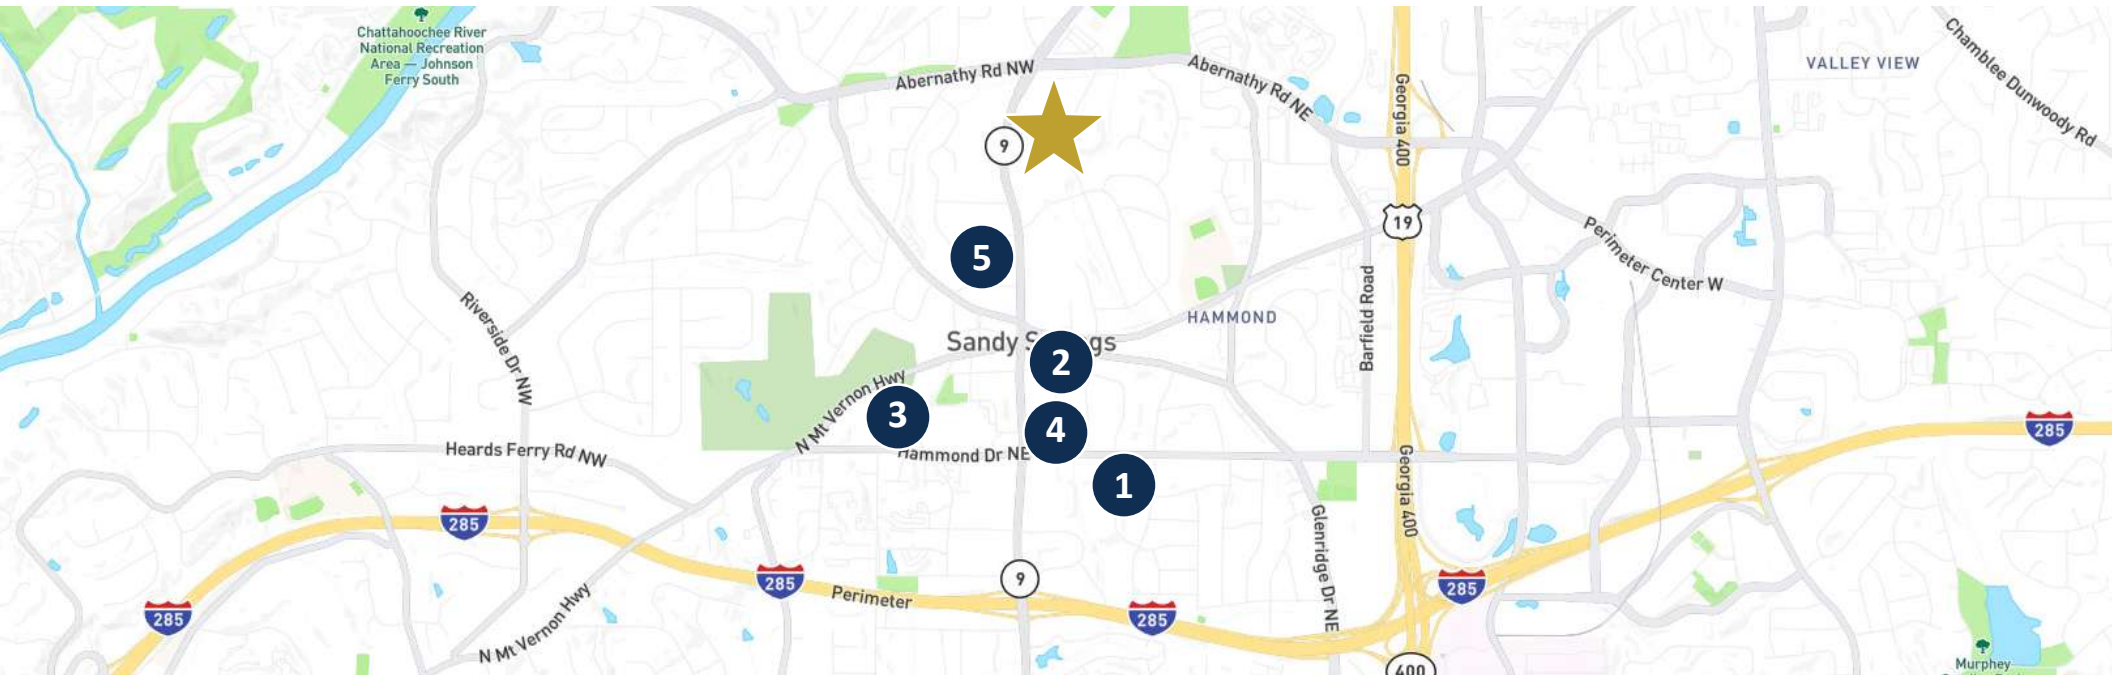 Chattahoochee River
National Recreation
Area — Johnson
Ferry South
Abernathy Rd NW
Abernathy Rd NE
Georgia 400
VALLEY VIEW
Chamblee Dunwoody Rd
9
19
5
Perimeter Center W
Riverside Dr NW
HAMMOND
Barfield Road
Sandy S gs
2
N Mt Vernon Hwy
3
4
285
Heards Ferry Rd NW
Hammond Dr NE
1
Georgia 400
285
Glenridge Dr NE
285
9
285
Perimeter
285
285
N Mt Vernon Hwy
400
Murphey